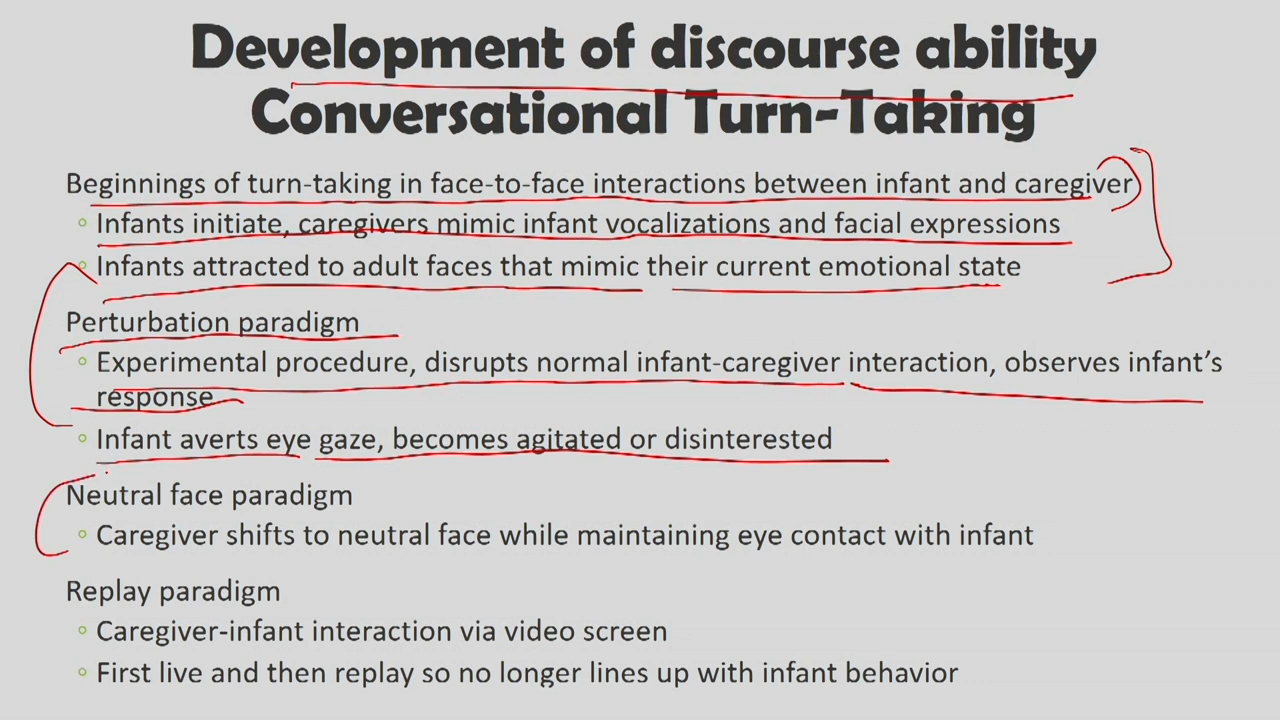 Development of discourse ability
Conversational Turn-Taking
Beginnings of turn-taking in face-to-face interactions between infant and caregiver
Infants initiate, caregivers mimic infant vocalizations and facial expressions
Infants attracted to adult faces that mimic their current emotional state
Perturbation paradigm
Experimental procedure, disrupts normal infant-caregiver interaction, observes infant’s
response
Infant averts eye gaze, becomes agitated or disinterested
Neutral face paradigm
Caregiver shifts to neutral face while maintaining eye contact with infant
Replay paradigm
Caregiver-infant interaction via video screen
First live and then replay so no longer lines up with infant behavior